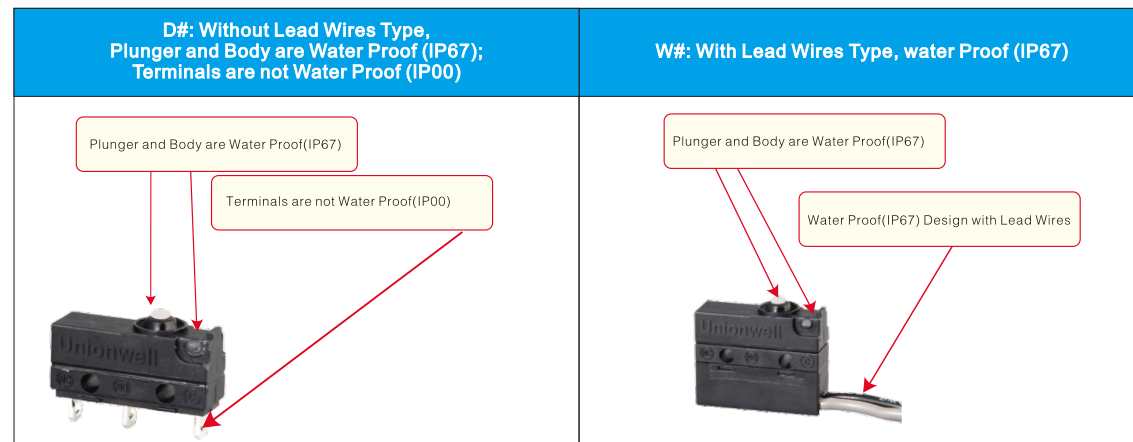 D#: Without Lead Wires Type,
Plunger and Body are Water Proof (IP67);
Terminals are not Water Proof (IP00)
W#: With Lead Wires Type, water Proof (IP67)
Plunger and Body are Water Proof(IP67)
Terminals are not Water Proof(IP00)
Unionwell
Plunger and Body are Water Proof(IP67)
Water Proof(IP67) Design with Lead Wires
Unionwell